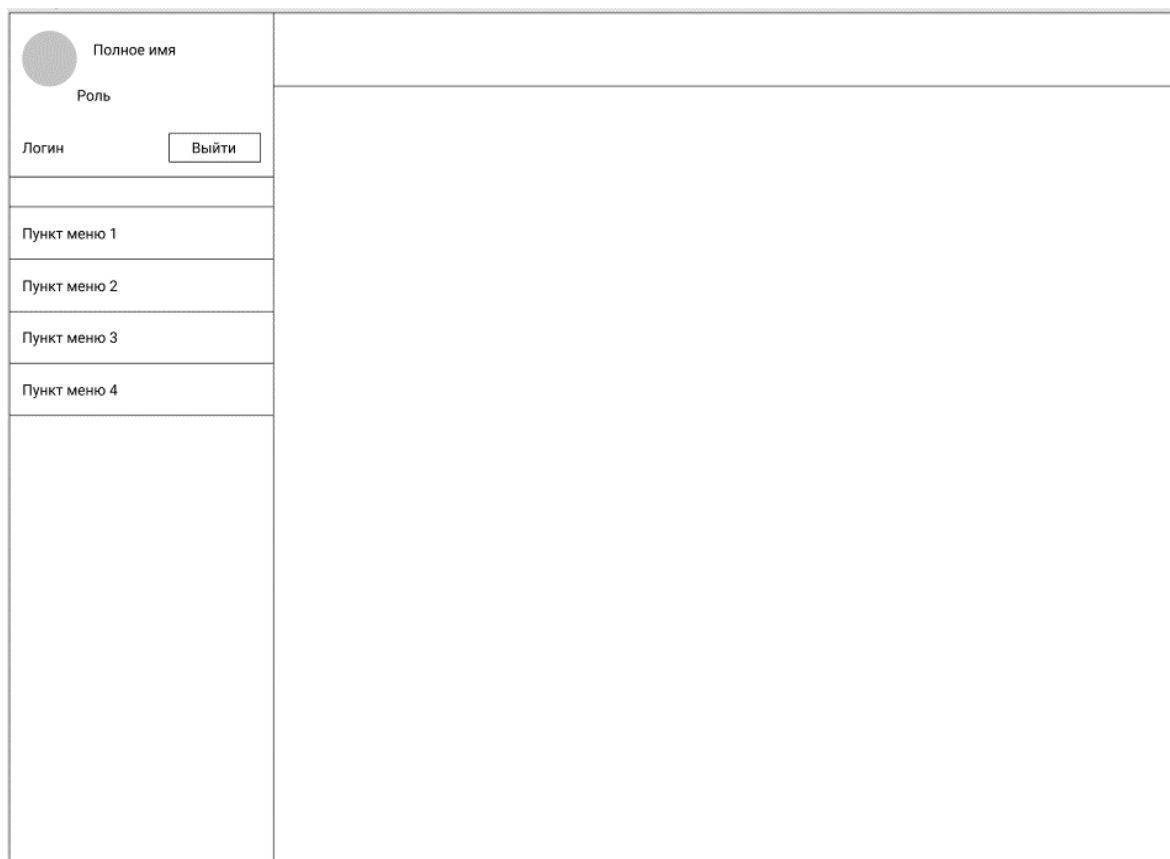 Полное имя
Роль
Логин
Выйти
Пункт меню 1
Пункт меню 2
Пункт меню 3
Пункт меню 4